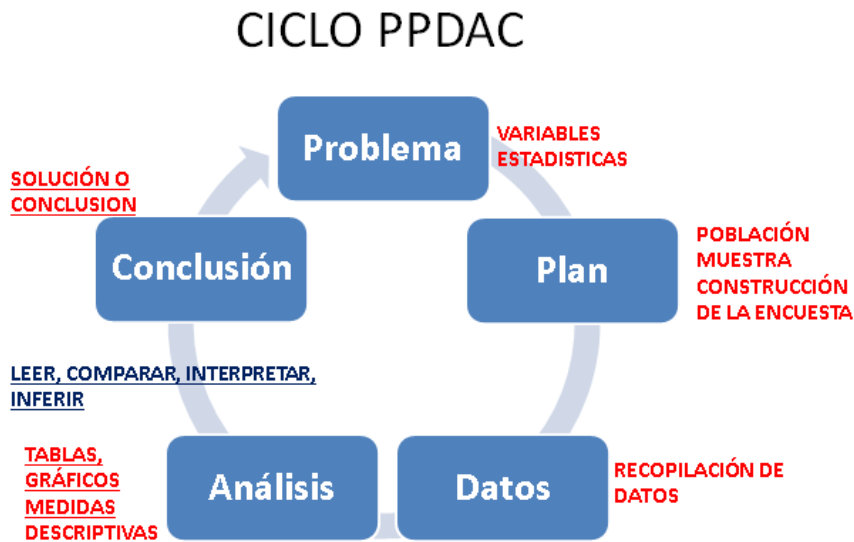 CICLO PPDAC
Problema
VARIABLES
ESTADISTICAS
Plan
POBLACIÓN
MUESTRA
CONSTRUCCIÓN
DE LA ENCUESTA
Datos
RECOPILACIÓN DE
DATOS
Análisis
TABLAS,
GRÁFICOS
MEDIDAS
DESCRIPTIVAS
LEER, COMPARAR, INTERPRETAR,
INFERIR
Conclusión
SOLUCIÓN O
CONCLUSION